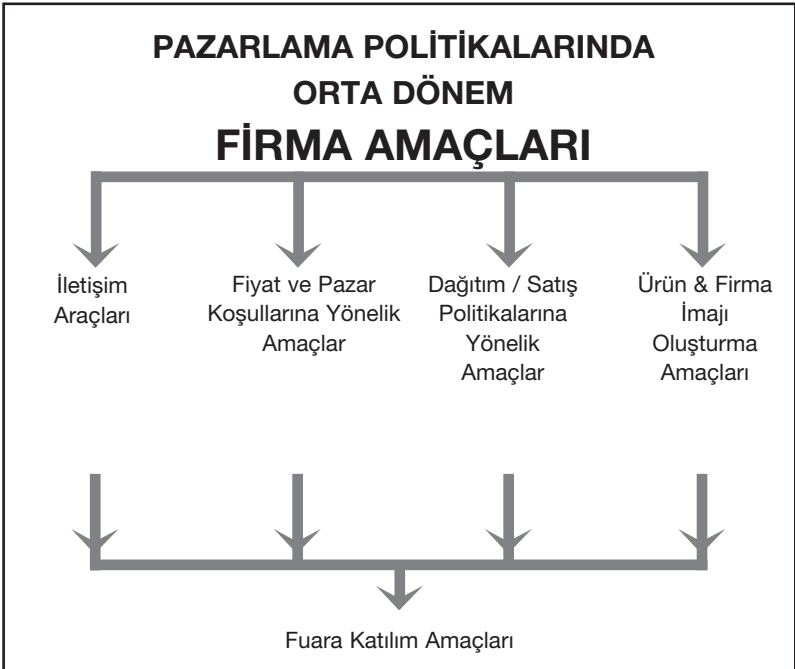 PAZARLAMA POLİTİKALARINDA
ORTA DÖNEM
FİRMA AMAÇLARI
İletişim
Araçları
Fiyat ve Pazar
Koşullarına Yönelik
Amaçlar
Dağıtım / Satış
Politikalarına
Yönelik
Amaçlar
Ürün & Firma
İmajı
Oluşturma
Amaçları
Fuara Katılım Amaçları